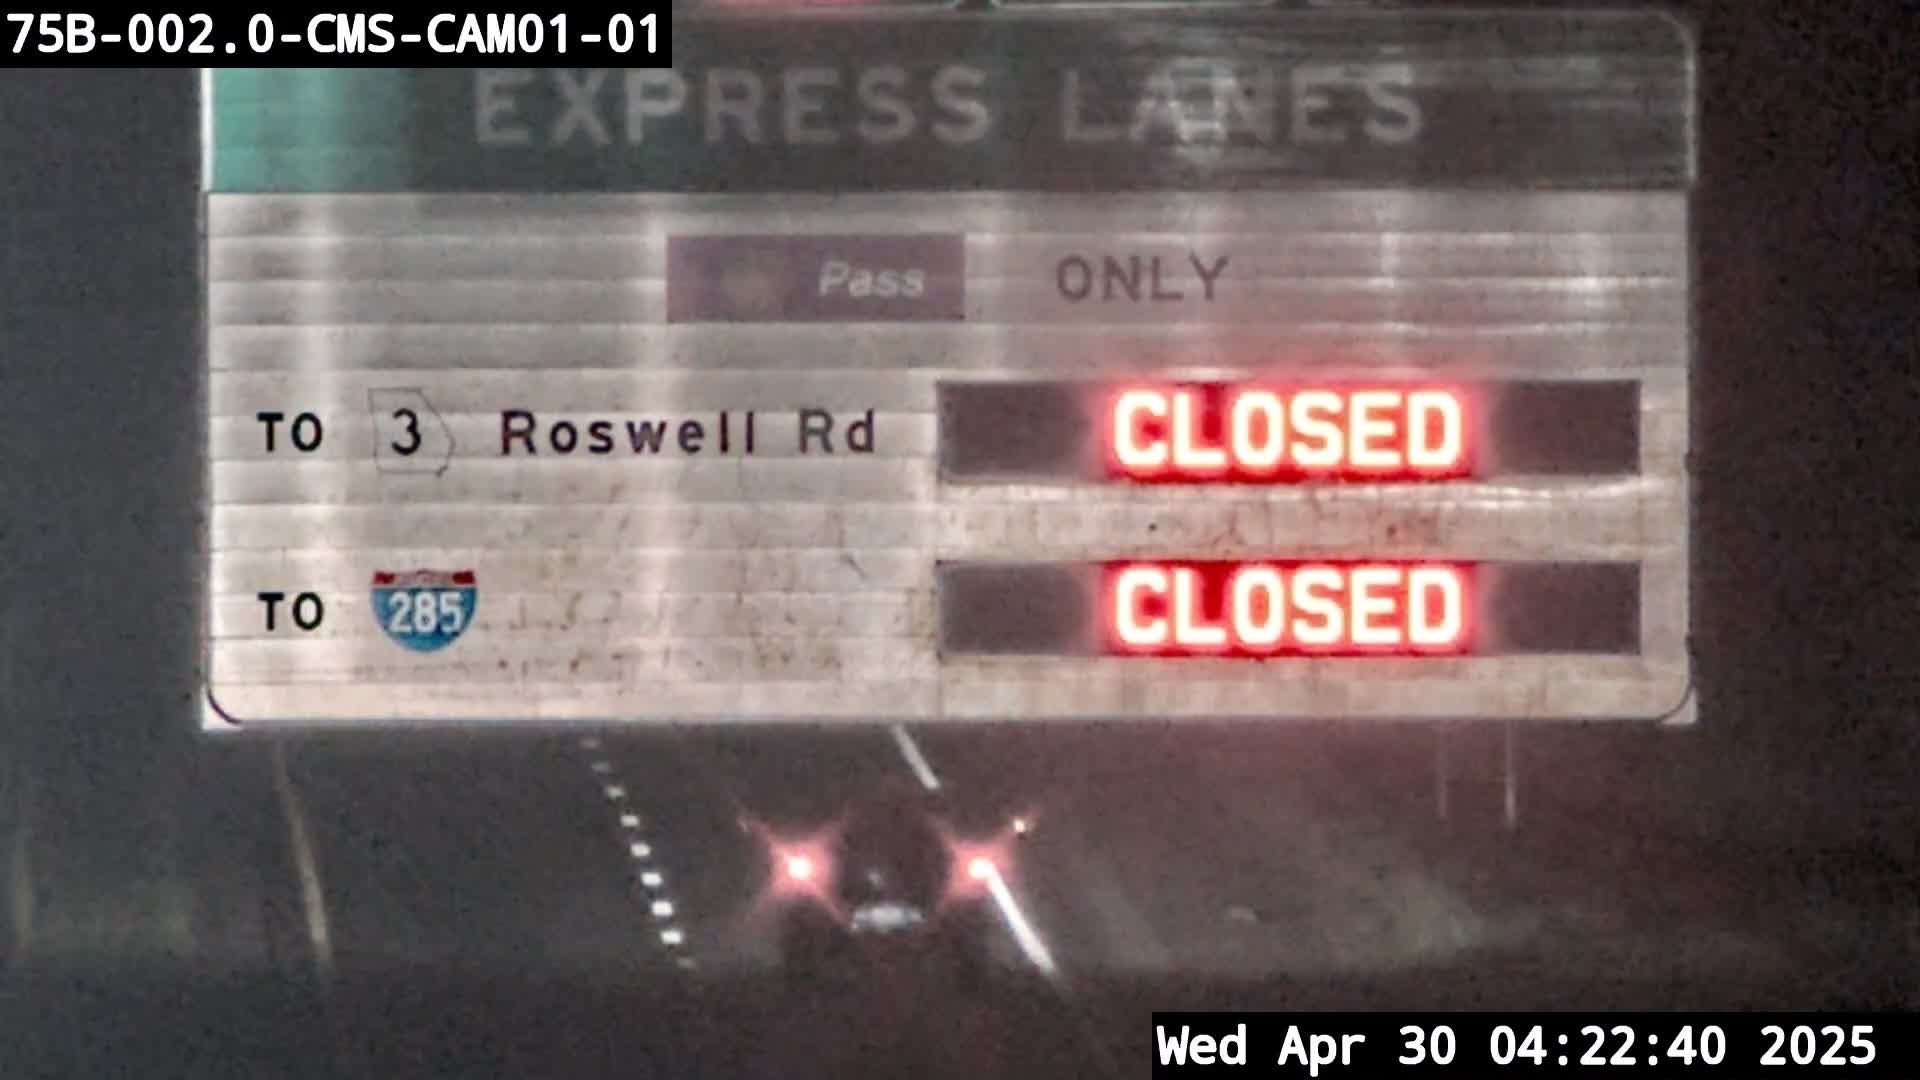 75B-002.0-CMS-CAM01-01
EXPRESS LANES
Pass ONLY
TO 3 Roswell Rd CLOSED
TO 285 CLOSED
Wed Apr 30 04:22:40 2025